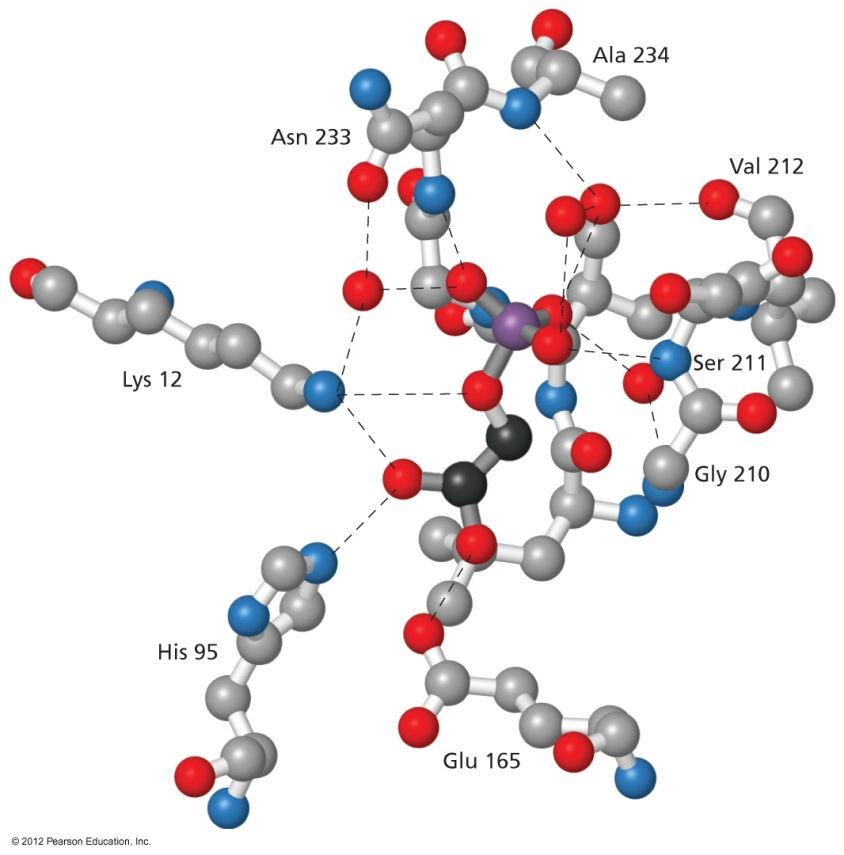 Ala 234
Asn 233
Val 212
Lys 12
Ser 211
Gly 210
His 95
Glu 165
© 2012 Pearson Education, Inc.